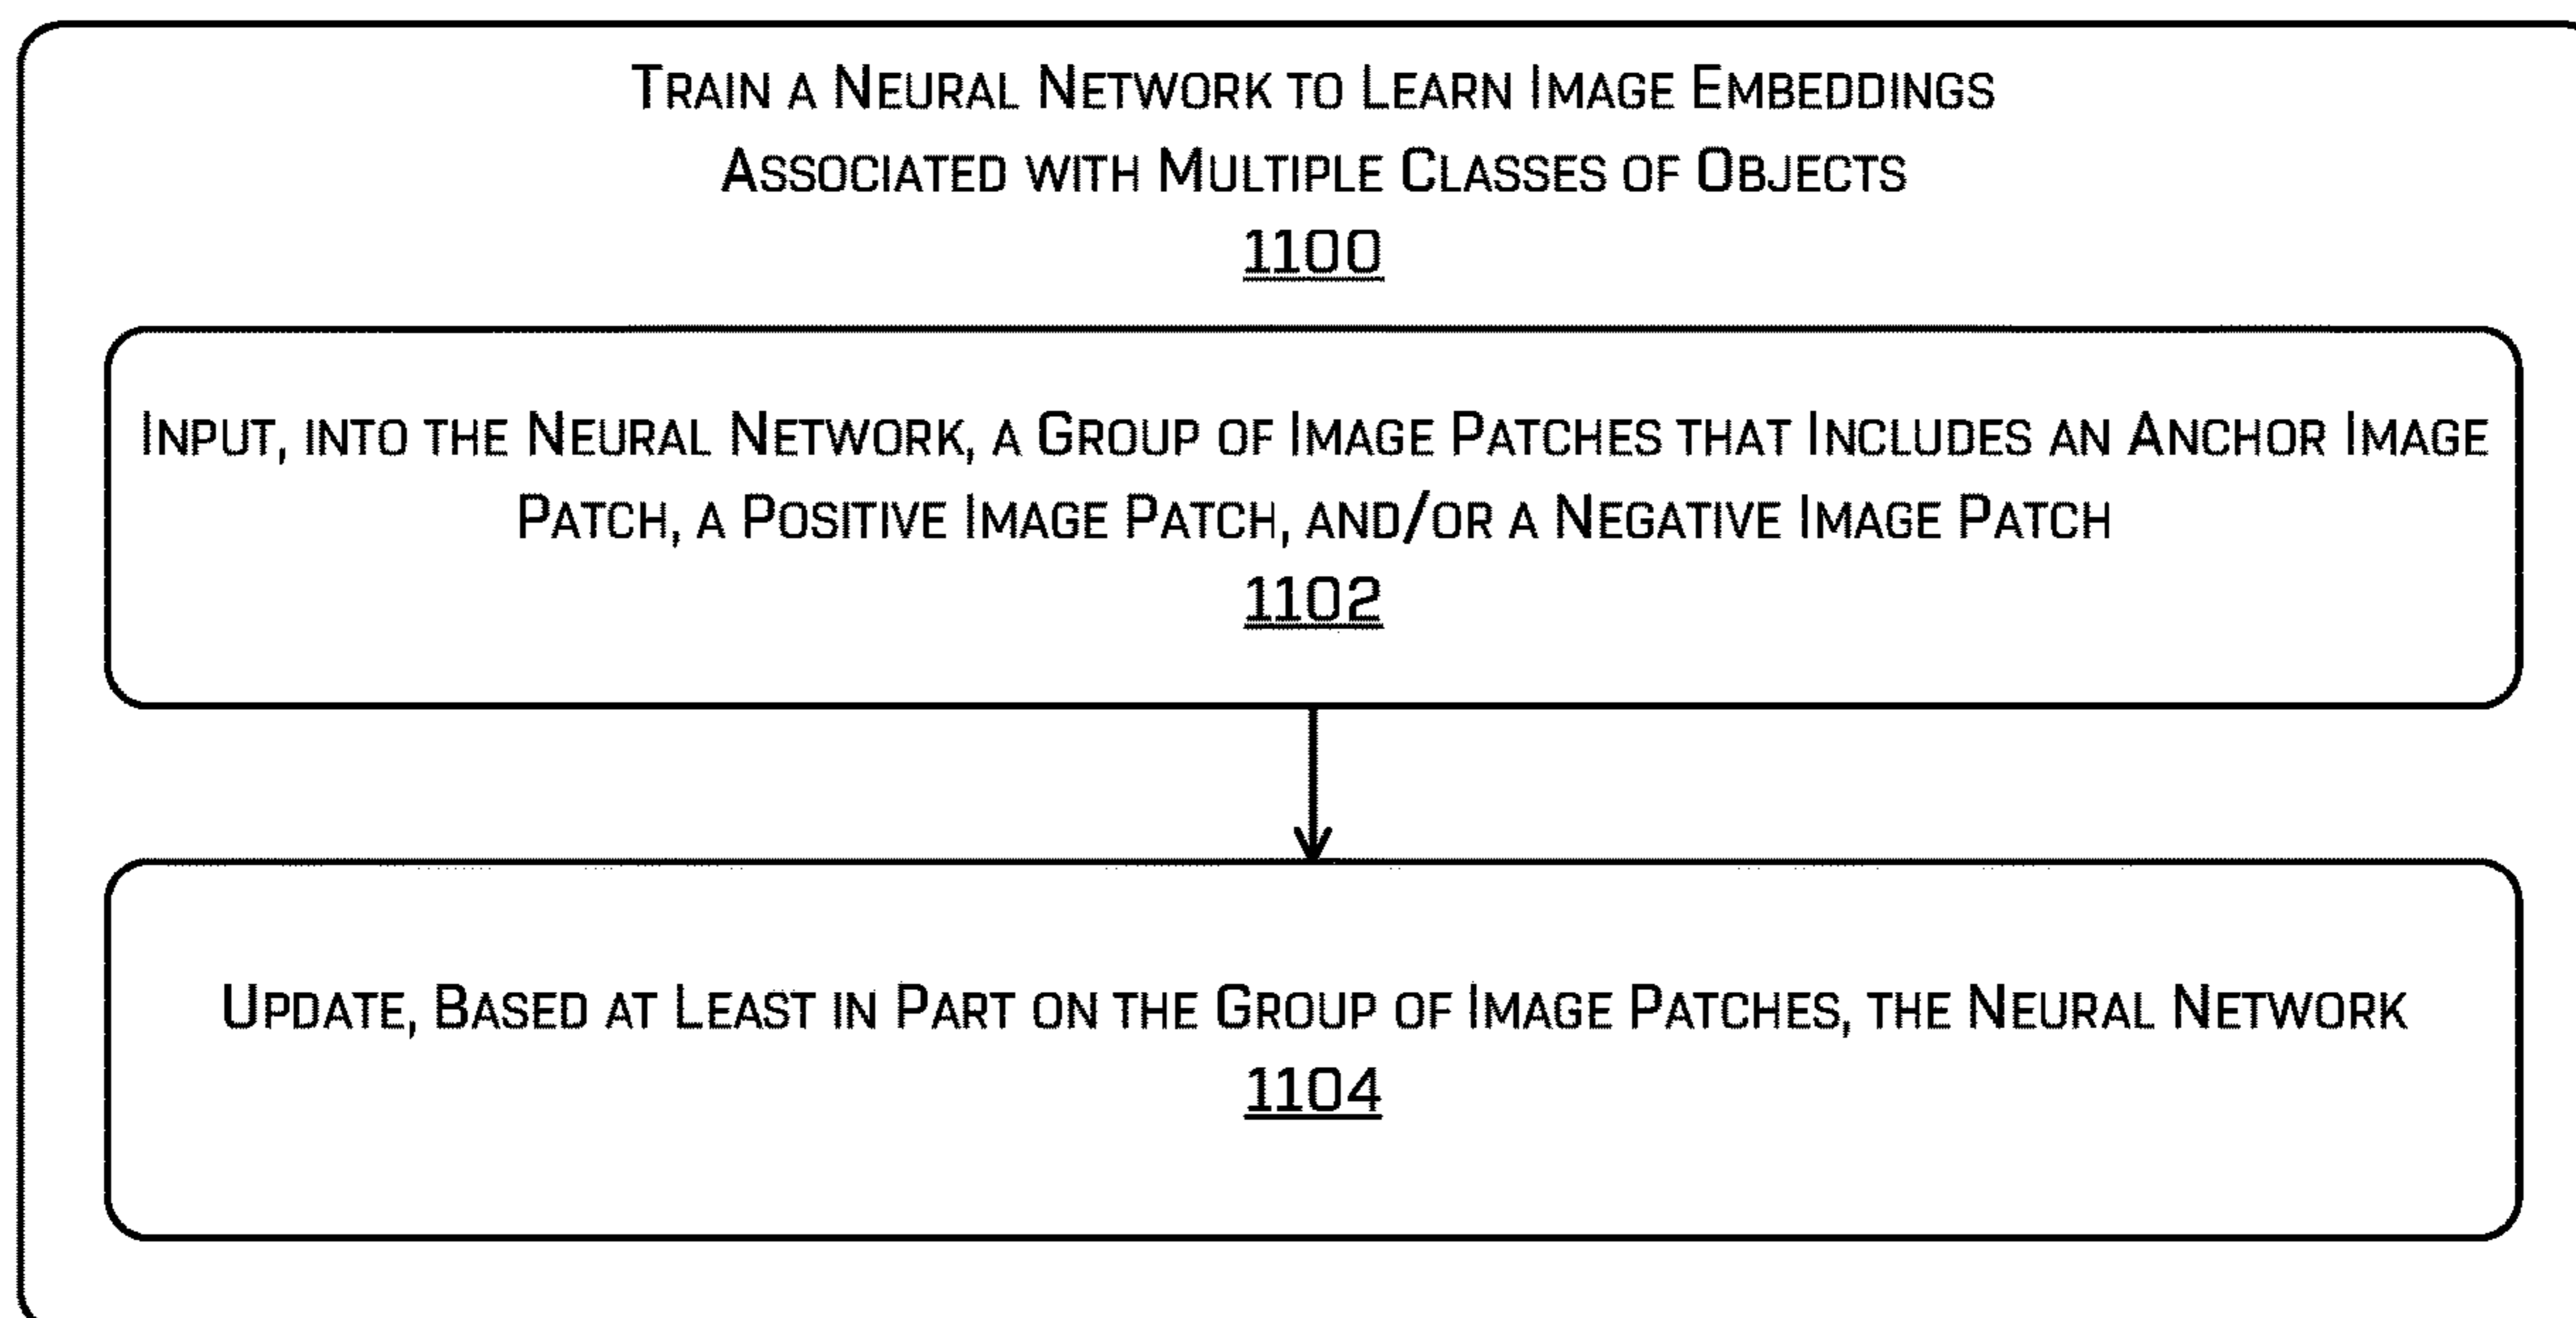 TRAIN A NEURAL NETWORK TO LEARN IMAGE EMBEDDINGS
ASSOCIATED WITH MULTIPLE CLASSES OF OBJECTS
1100
INPUT, INTO THE NEURAL NETWORK, A GROUP OF IMAGE PATCHES THAT INCLUDES AN ANCHOR IMAGE
PATCH, A POSITIVE IMAGE PATCH, AND/OR A NEGATIVE IMAGE PATCH
1102
UPDATE, BASED AT LEAST IN PART ON THE GROUP OF IMAGE PATCHES, THE NEURAL NETWORK
1104